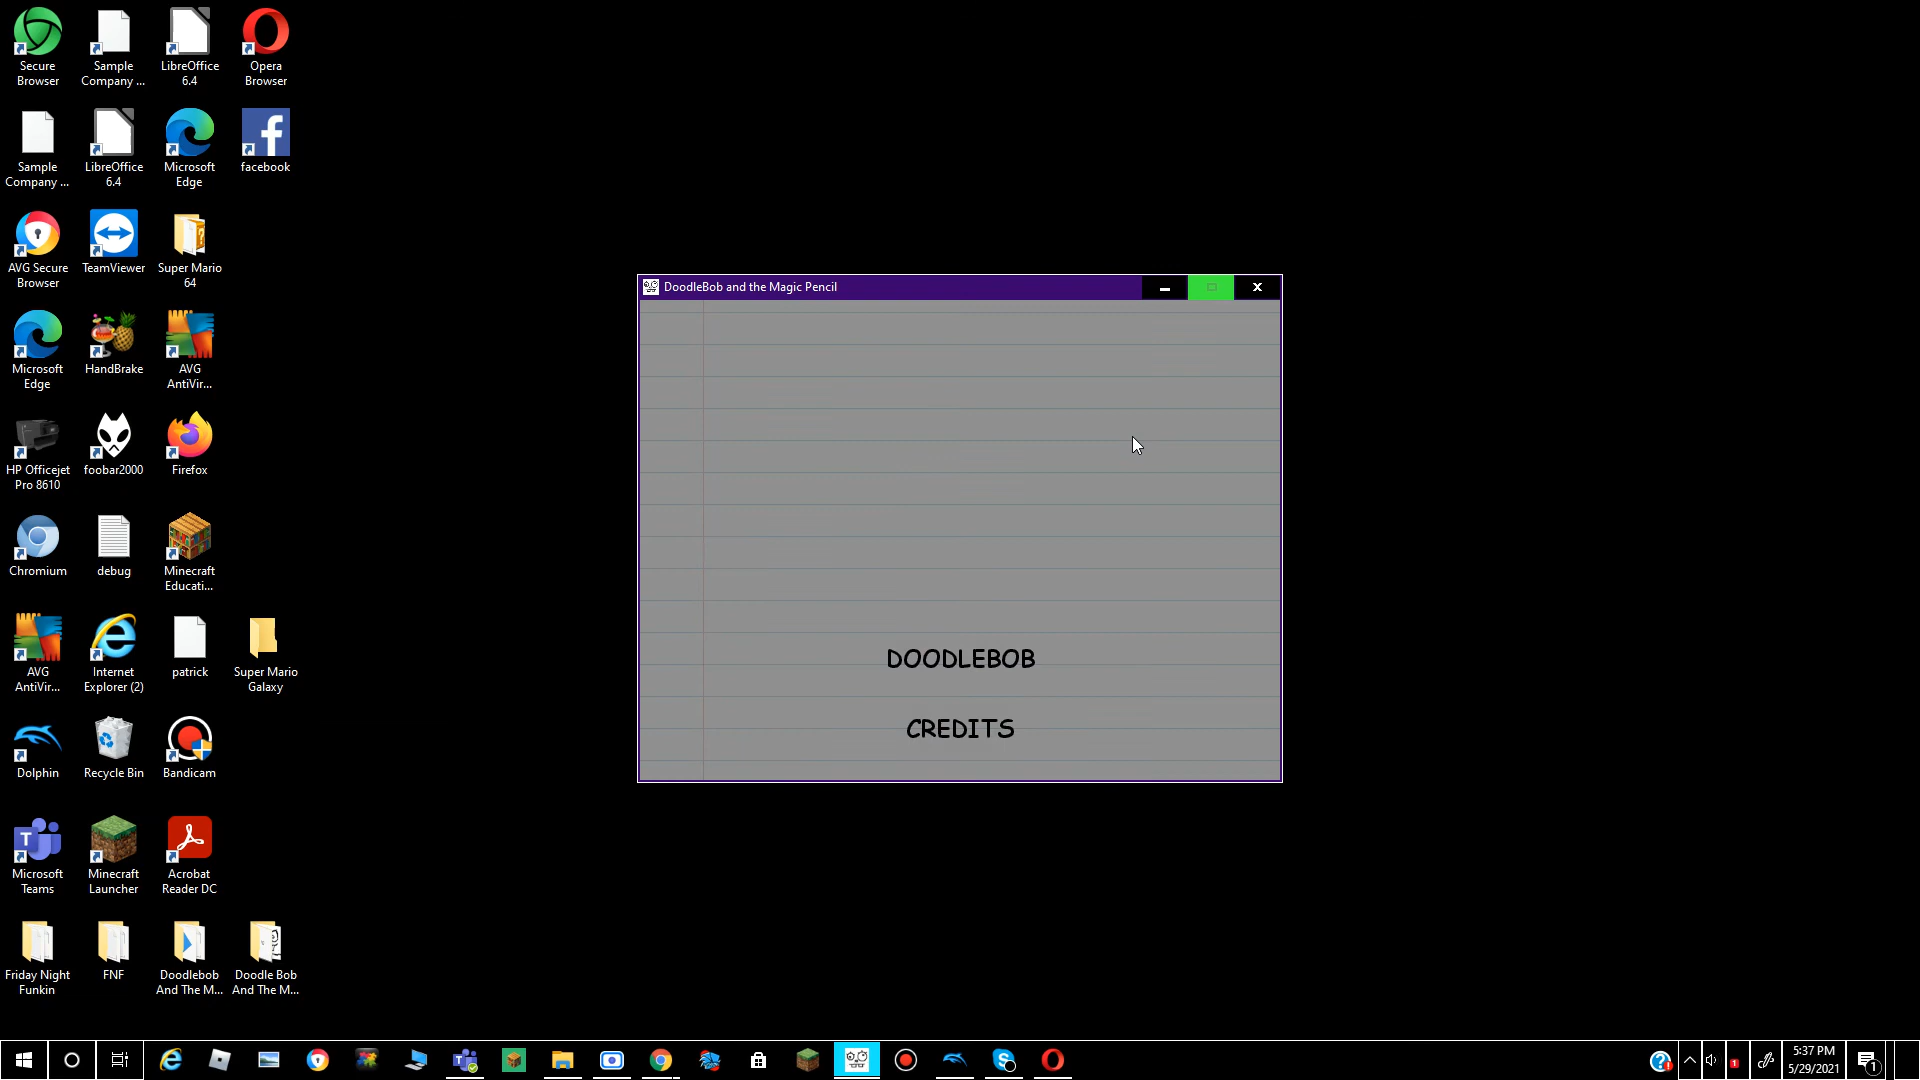 Secure
Browser
Sample
Company ...
LibreOffice
6.4
Opera
Browser
Sample
Company ...
LibreOffice
6.4
Microsoft
Edge
facebook
AVG Secure
Browser
TeamViewer
Super Mario
64
Microsoft
Edge
HandBrake
AVG
AntiVir...
HP Officejet
Pro 8610
foobar2000
Firefox
Chromium
debug
Minecraft
Educati...
AVG
AntiVir...
Internet
Explorer (2)
patrick
Super Mario
Galaxy
Dolphin
Recycle Bin
Bandicam
Microsoft
Teams
Minecraft
Launcher
Acrobat
Reader DC
Friday Night
Funkin
FNF
Doodlebob
And The M...
Doodle Bob
And The M...
DoodleBob and the Magic Pencil
DOODLEBOB
CREDITS
5:37 PM
5/29/2021
1
1